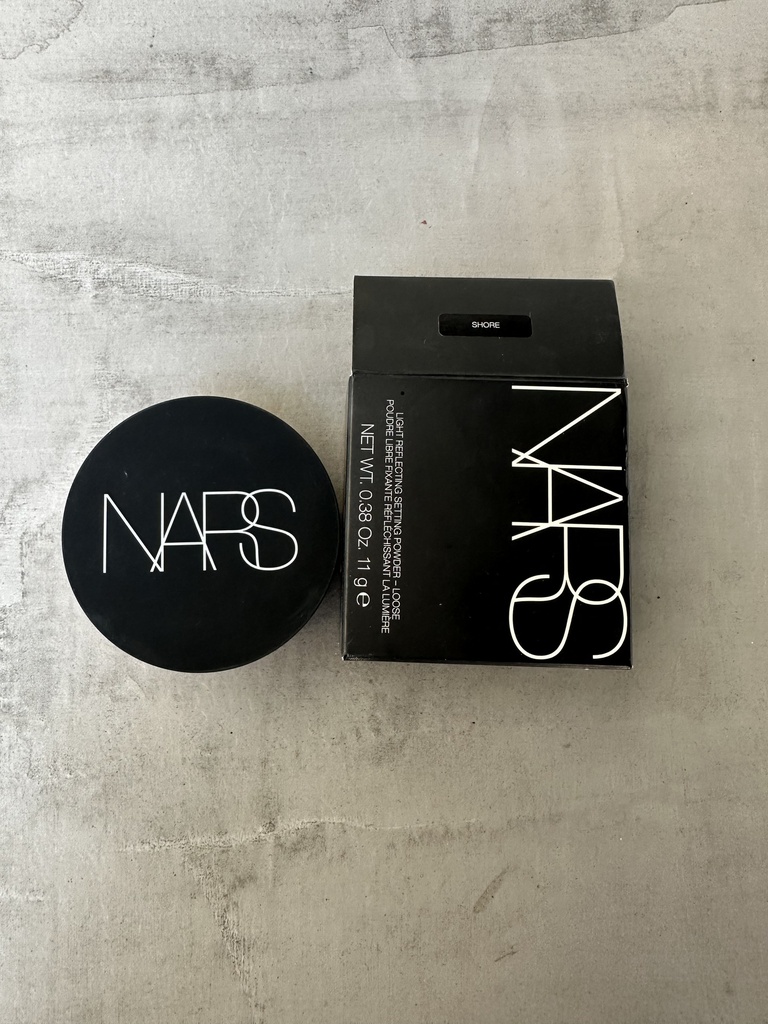 NARS
SHORE
NARS
LIGHT REFLECTING SETTING POWDER – LOOSE
POUDRE LIBRE FIXANTE RÉFLÉCHISSANT LA LUMIÈRE
NET WT. 0.38 Oz. 11 g ℮